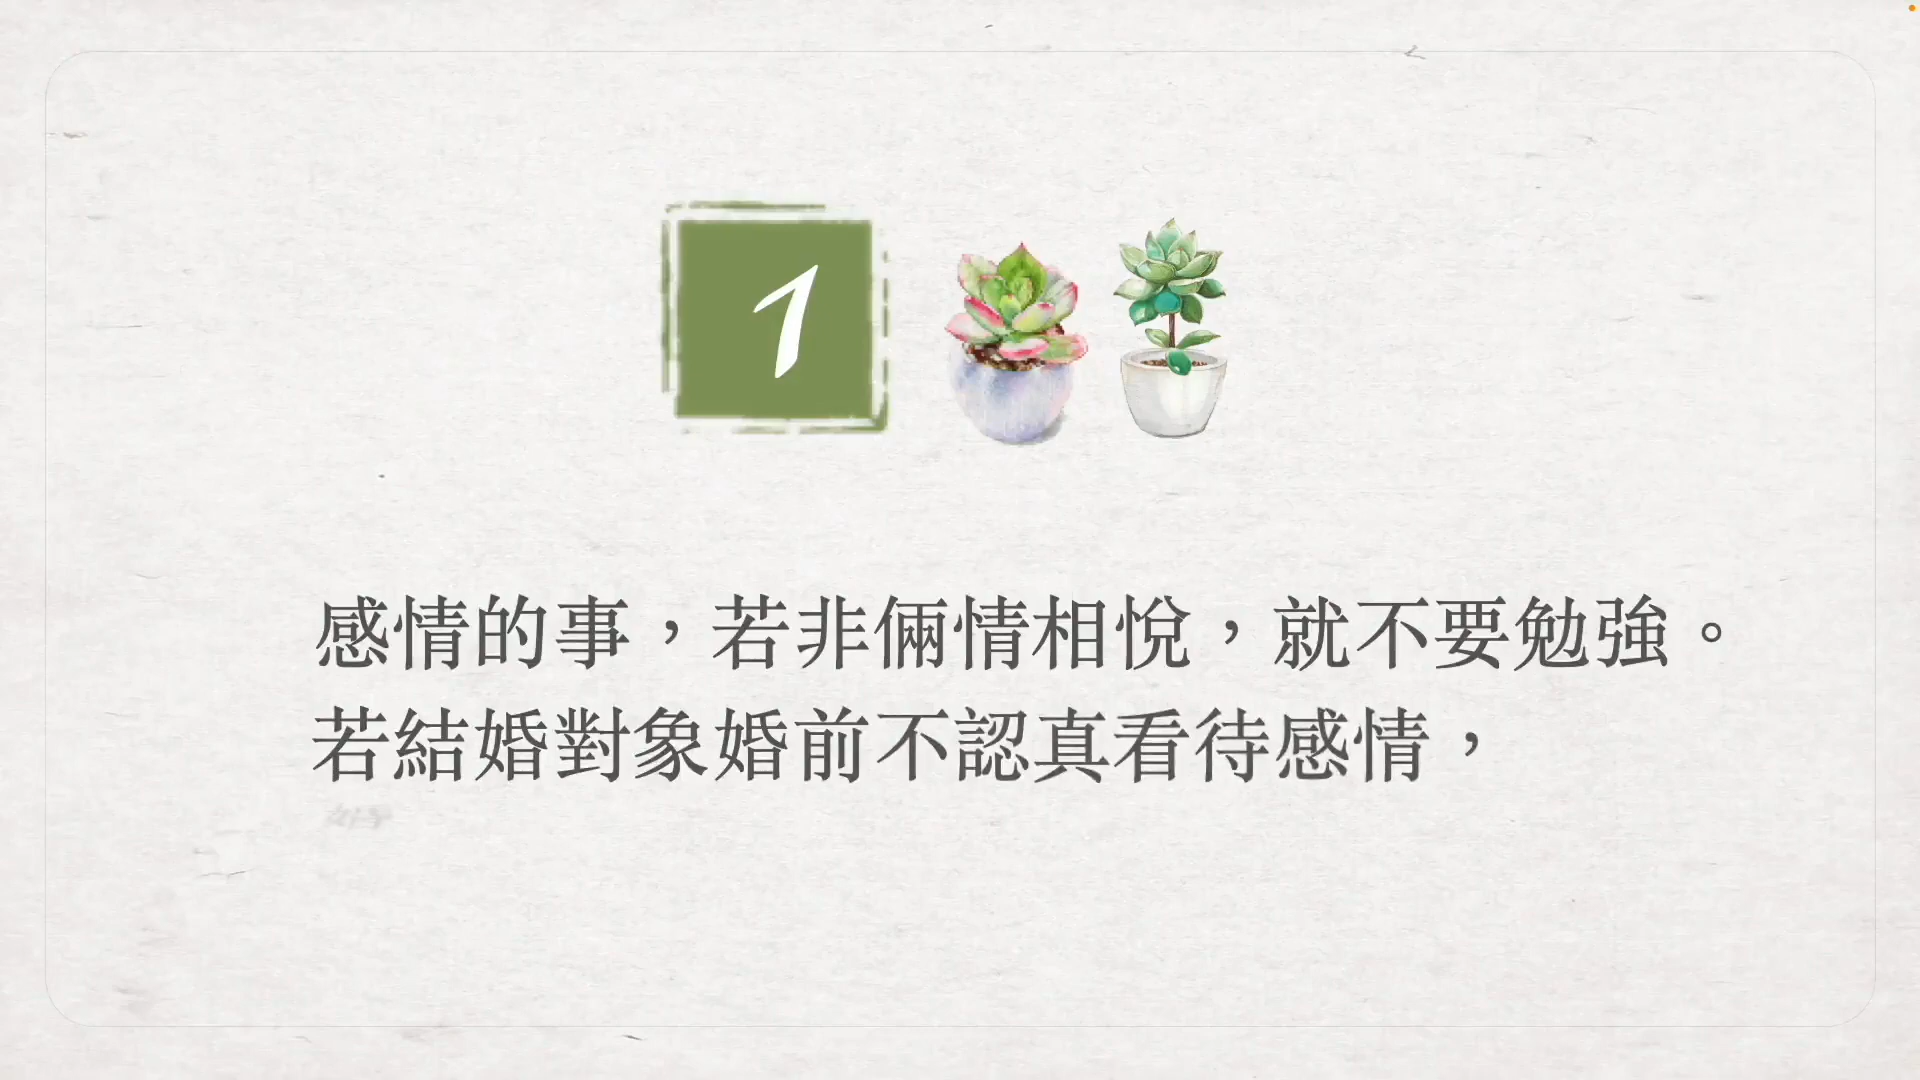 1
感情的事，若非倆情相悅，就不要勉強。
若結婚對象婚前不認真看待感情，